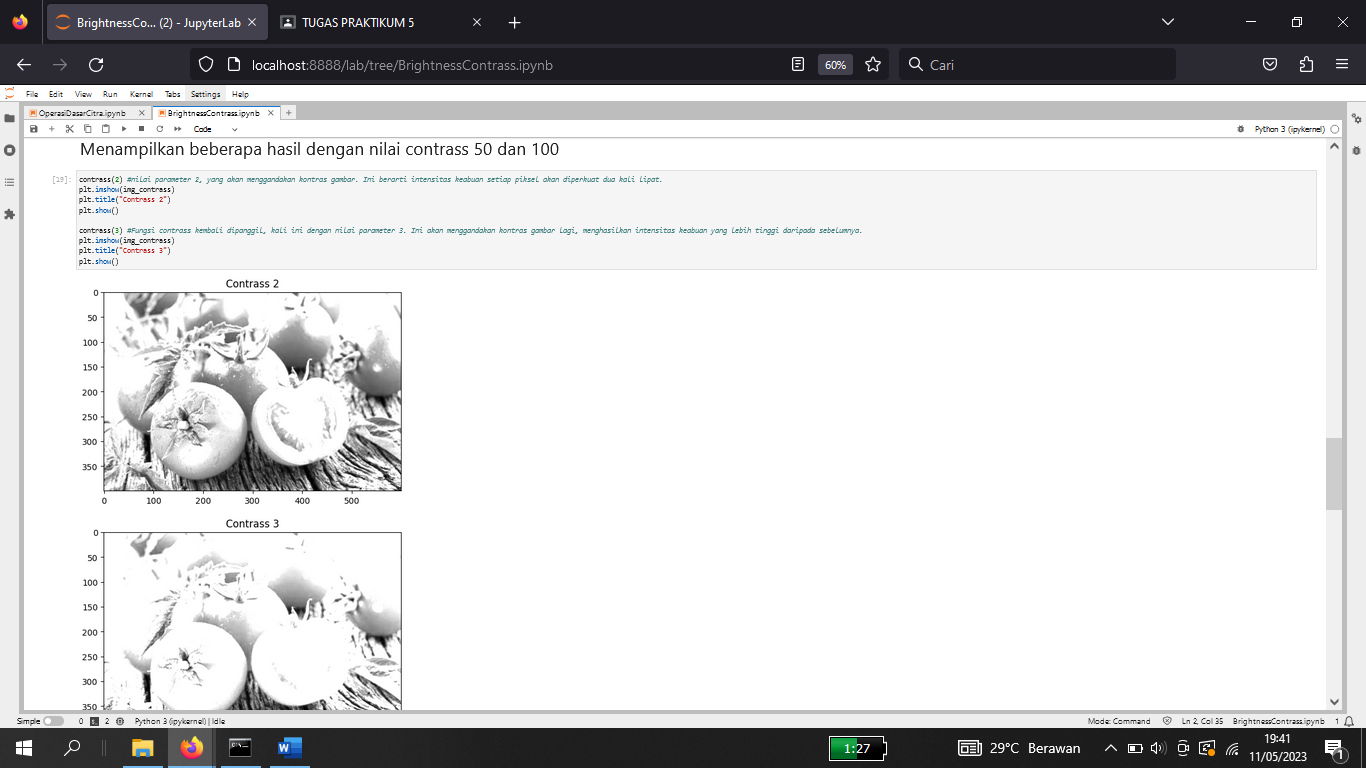 BrightnessCo... (2) - JupyterLab
TUGAS PRAKTIKUM 5
localhost:8888/lab/tree/BrightnessContrass.ipynb
60%
Cari
File Edit View Run Kernel Tabs Settings Help
OperasiDasarCitra.ipynb
BrightnessContrass.ipynb
Code
Python 3 (ipykernel)
Menampilkan beberapa hasil dengan nilai contrass 50 dan 100
[19]:
contrass(2) #nilai parameter 2, yang akan menggandakan kontras gambar. Ini berarti intensitas keabuan setiap piksel akan diperkuat dua kali lipat.
plt.imshow(img_contrass)
plt.title("Contrass 2")
plt.show()
contrass(3) #Fungsi contrass kembali dipanggil, kali ini dengan nilai parameter 3. Ini akan menggandakan kontras gambar lagi, menghasilkan intensitas keabuan yang lebih tinggi daripada sebelumnya.
plt.imshow(img_contrass)
plt.title("Contrass 3")
plt.show()
Contrass 2
0
50
100
150
200
250
300
350
0 100 200 300 400 500
Contrass 3
0
50
100
150
200
250
300
350
Simple 0 1 2 Python 3 (ipykernel) | Idle
Mode: Command Ln 2, Col 35 BrightnessContrass.ipynb 1
1:27
29°C Berawan
19:41
11/05/2023
1